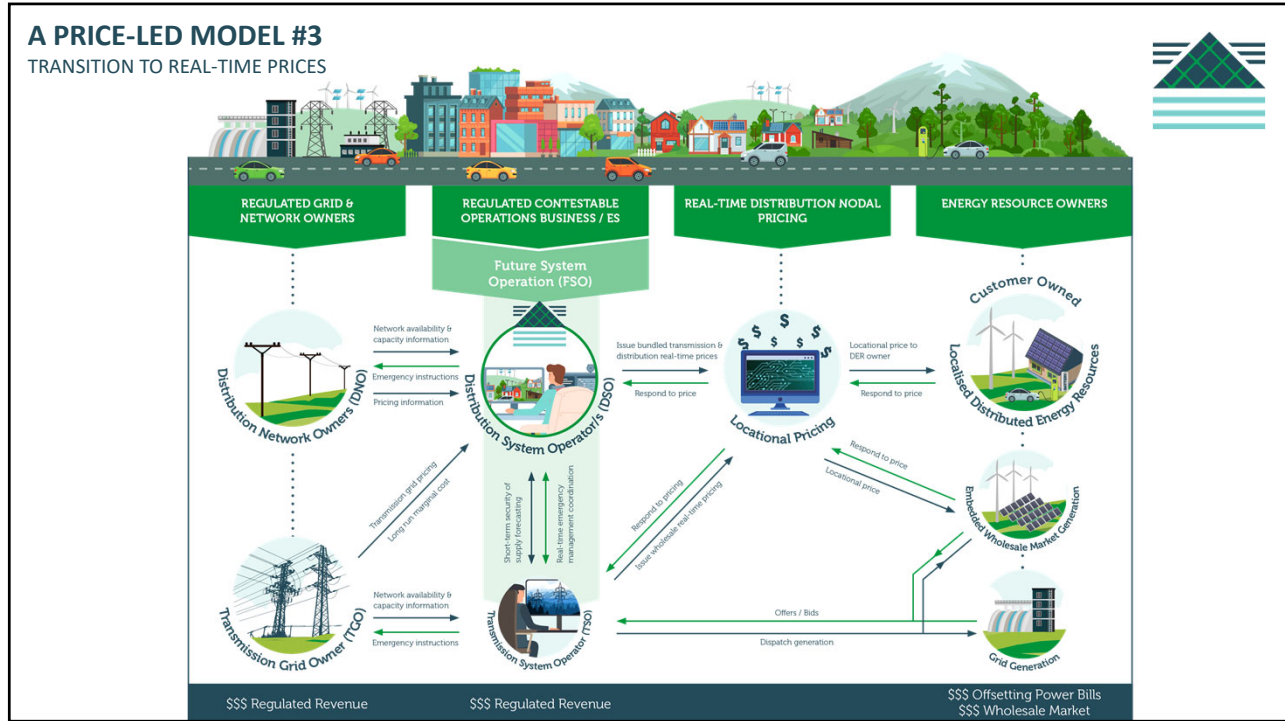 A PRICE-LED MODEL #3
TRANSITION TO REAL-TIME PRICES
REGULATED GRID &
NETWORK OWNERS
REGULATED CONTESTABLE
OPERATIONS BUSINESS / ES
REAL-TIME DISTRIBUTION NODAL
PRICING
ENERGY RESOURCE OWNERS
Future System
Operation (FSO)
Network availability &
capacity information
Emergency instructions
Pricing information
Distribution Network Owners (DNO)
Distribution System Operator/s (DSO)
Issue bundled transmission &
distribution real-time prices
Respond to price
$ $ $ $ $ $ $
Locational Pricing
Locational price to
DER owner
Respond to price
Customer Owned
Localised Distributed Energy Resources
Transmission grid pricing
Long run marginal cost
Short-term security of
supply forecasting
Real-time emergency
management coordination
Respond to pricing
Issue wholesale real-time pricing
Respond to price
Locational price
Embedded Wholesale Market Generation
Transmission Grid Owner (TGO)
Network availability &
capacity information
Emergency instructions
Transmission System Operator (TSO)
Offers / Bids
Dispatch generation
Grid Generation
$$$ Regulated Revenue
$$$ Regulated Revenue
$$$ Offsetting Power Bills
$$$ Wholesale Market